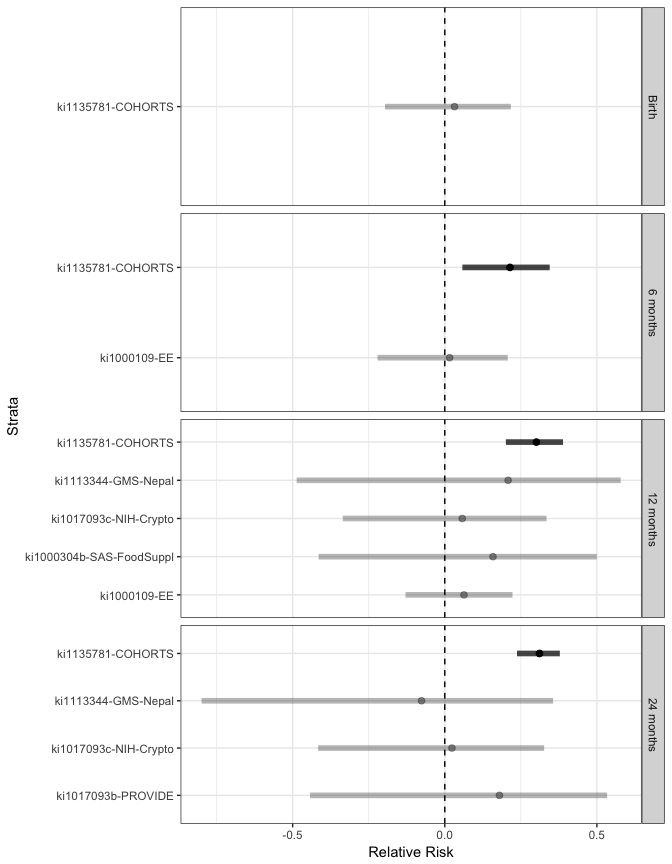 ki1135781-COHORTS
Birth
ki1135781-COHORTS
ki1000109-EE
6 months
ki1135781-COHORTS
ki1113344-GMS-Nepal
ki1017093c-NIH-Crypto
ki1000304b-SAS-FoodSuppl
ki1000109-EE
12 months
ki1135781-COHORTS
ki1113344-GMS-Nepal
ki1017093c-NIH-Crypto
ki1017093b-PROVIDE
24 months
Strata
-0.5 0.0 0.5
Relative Risk